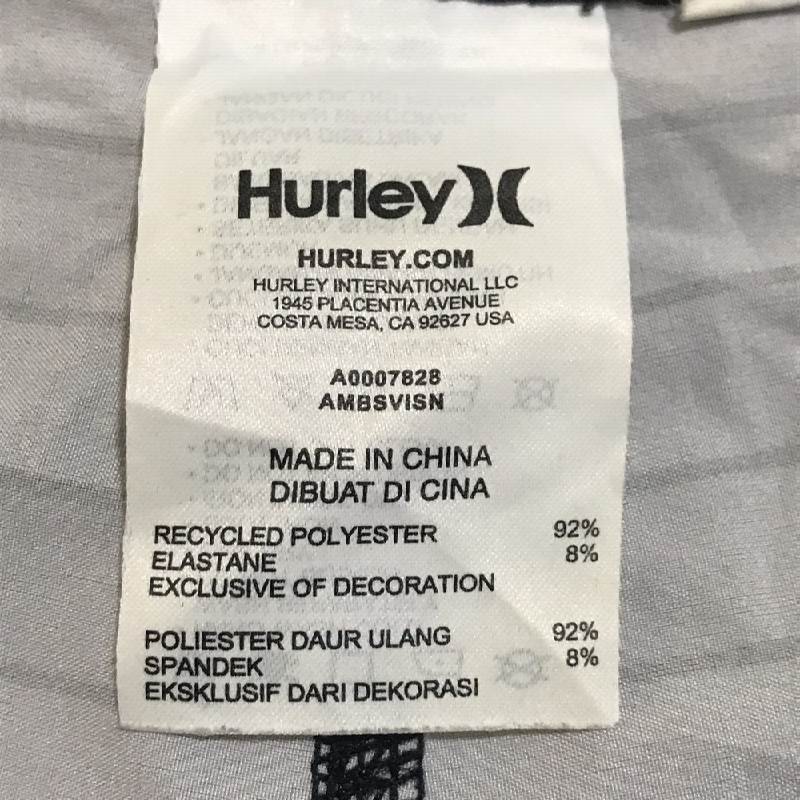 Hurley
HURLEY.COM
HURLEY INTERNATIONAL LLC
1945 PLACENTIA AVENUE
COSTA MESA, CA 92627 USA
A0007828
AMBSVISN
MADE IN CHINA
DIBUAT DI CINA
RECYCLED POLYESTER 92%
ELASTANE 8%
EXCLUSIVE OF DECORATION
POLIESTER DAUR ULANG 92%
SPANDEK 8%
EKSKLUSIF DARI DEKORASI